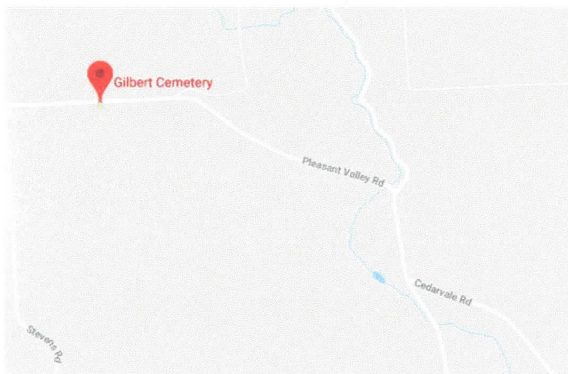 Gilbert Cemetery
Pleasant Valley Rd
Cedarvale Rd
Stevens Rd